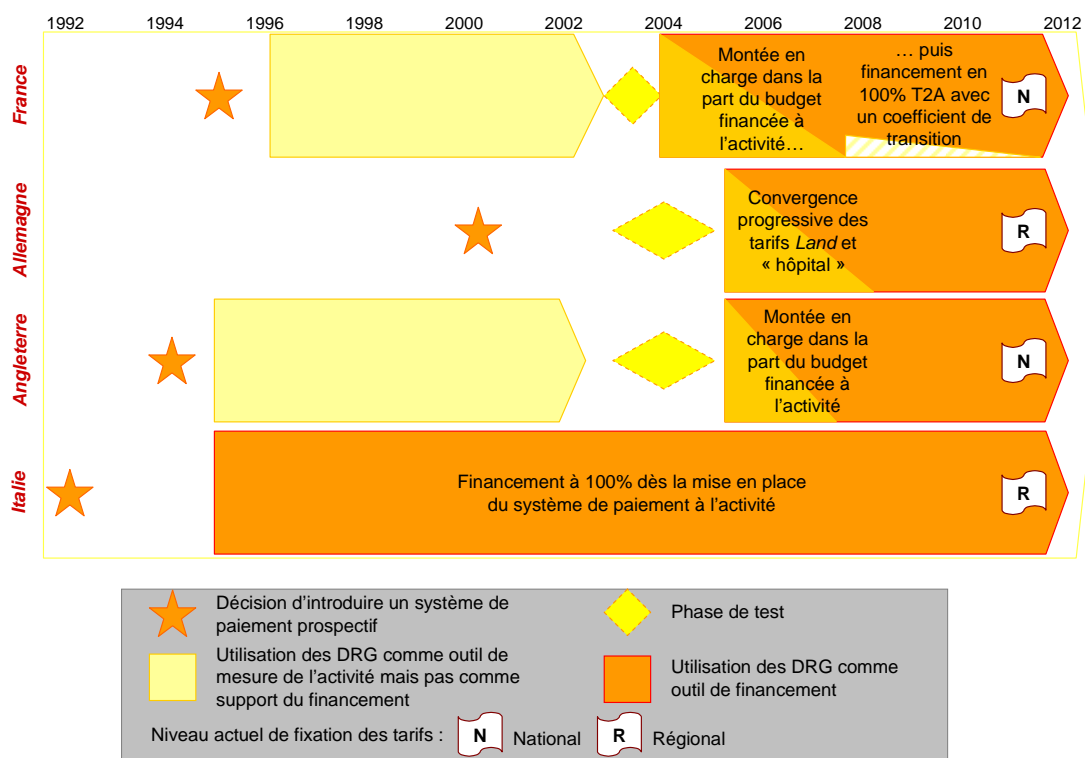 1992 1994 1996 2000 2002 2004 2006 2008 2010 2012
France
Montée en
charge dans la
part du budget
financée à
l’activité…
… puis
financement en
100% T2A avec
un coefficient de
transition
N
Allemagne
Convergence
progressive des
tarifs Land et
« hôpital »
R
Angleterre
Montée en
charge dans la
part du budget
financée à
l’activité
N
Italie
Financement à 100% dès la mise en place
du système de paiement à l’activité
R
Décision d’introduire un système de
paiement prospectif
Phase de test
Utilisation des DRG comme outil de
mesure de l’activité mais pas comme
support du financement
Utilisation des DRG comme
outil de financement
Niveau actuel de fixation des tarifs : N National R Régional